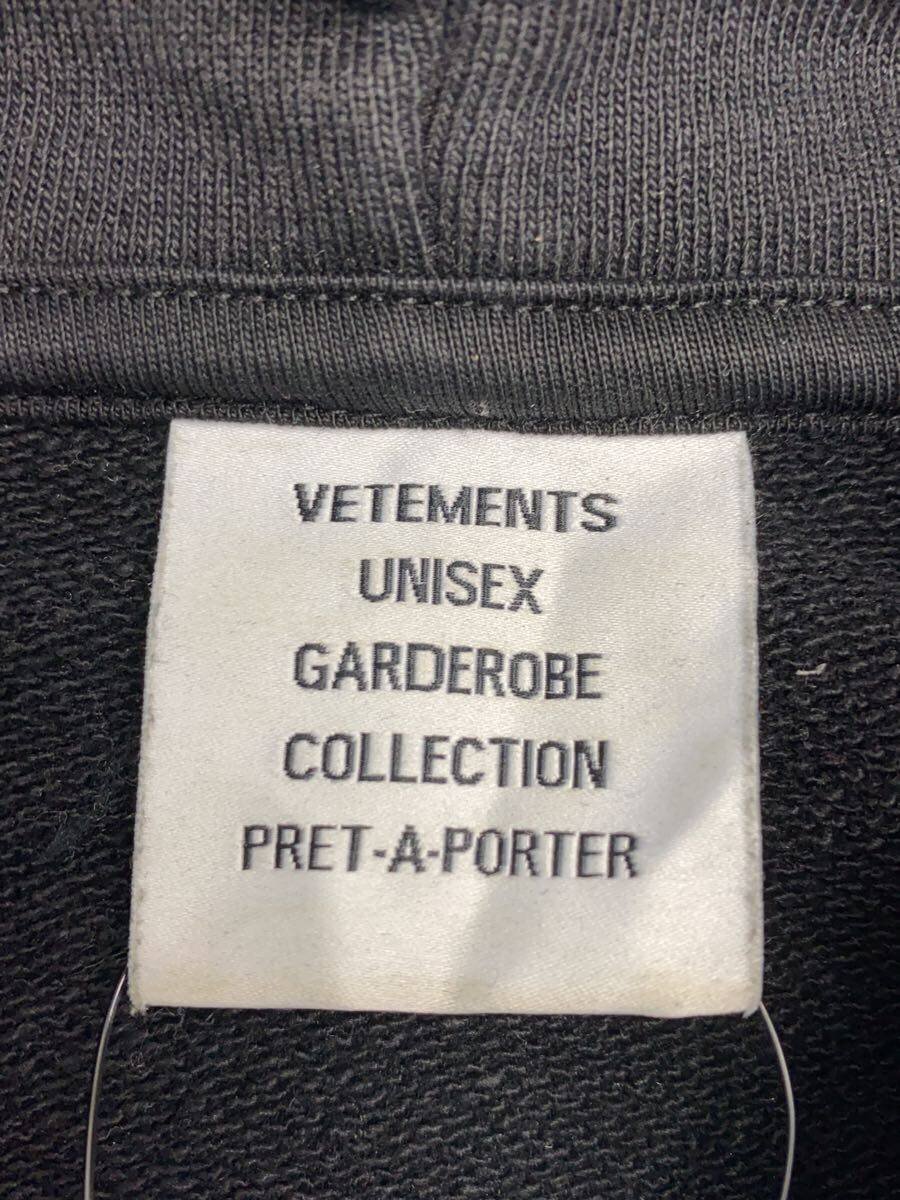 VETEMENTS
UNISEX
GARDEROBE
COLLECTION
PRET-A-PORTER